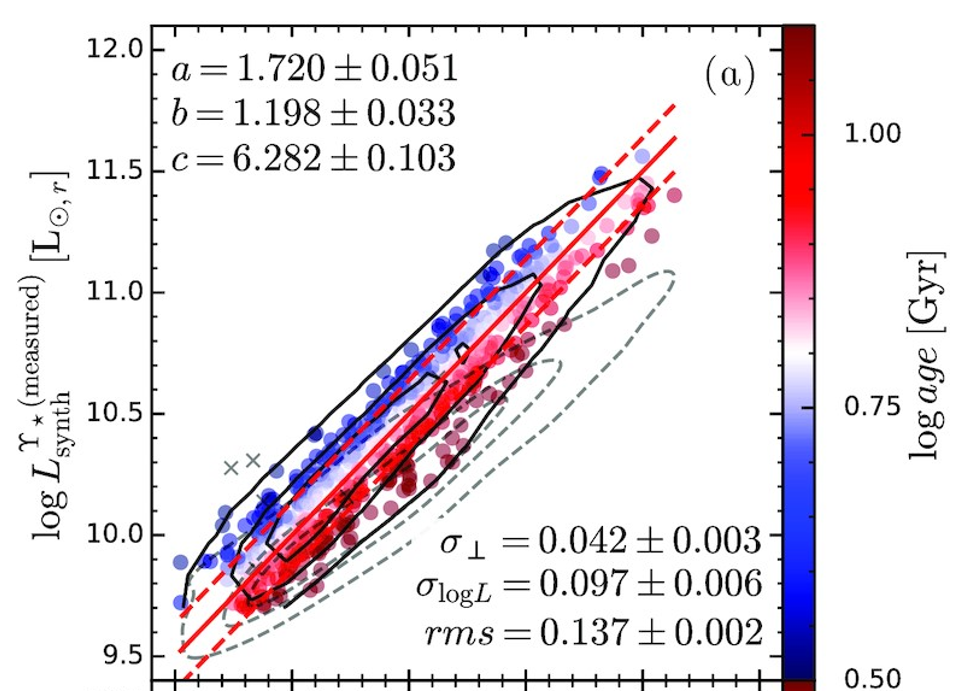 12.0
11.5
11.0
10.5
10.0
9.5
log L_synth^ϒ⋆(measured) [L⊙,r]
a = 1.720 ± 0.051
b = 1.198 ± 0.033
c = 6.282 ± 0.103
(a)
σ⊥ = 0.042 ± 0.003
σlogL = 0.097 ± 0.006
rms = 0.137 ± 0.002
1.00
0.75
0.50
log age [Gyr]